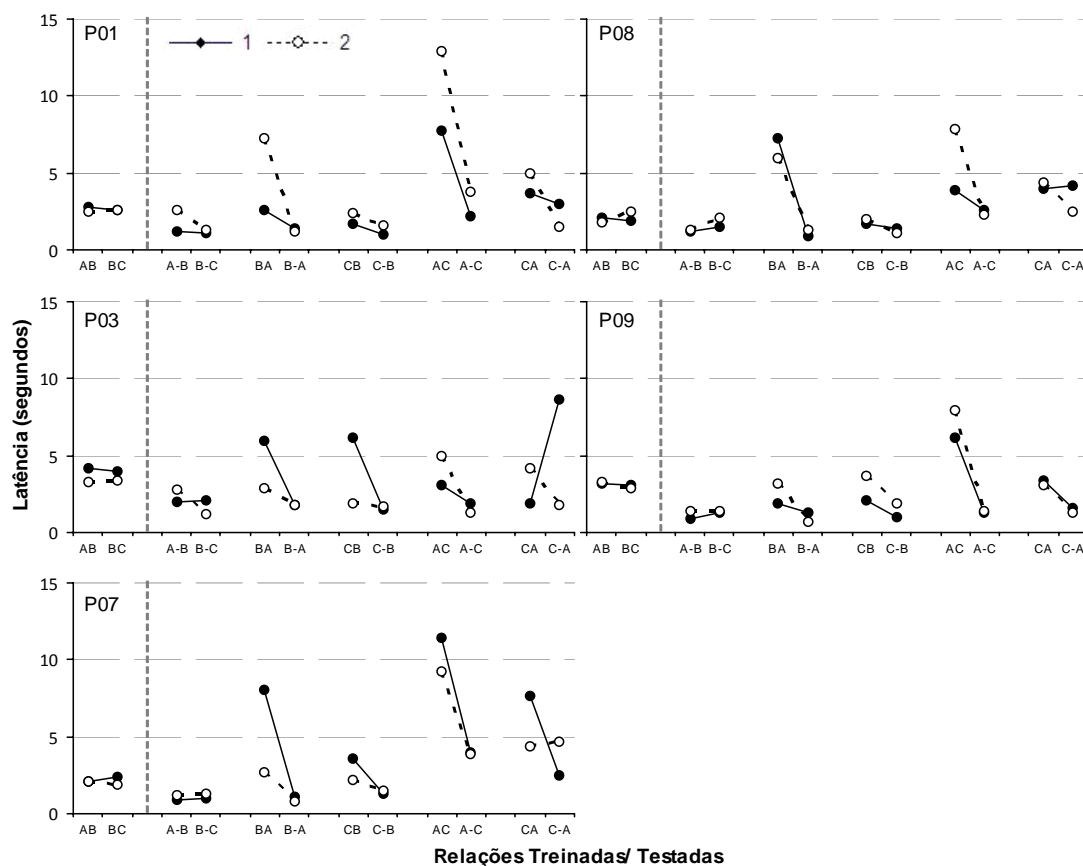 P01
1 2
15
10
5
0
AB BC A-B B-C BA B-A CB C-B AC A-C CA C-A
P08
AB BC A-B B-C BA B-A CB C-B AC A-C CA C-A
Latência (segundos)
P03
15
10
5
0
AB BC A-B B-C BA B-A CB C-B AC A-C CA C-A
P09
AB BC A-B B-C BA B-A CB C-B AC A-C CA C-A
P07
15
10
5
0
AB BC A-B B-C BA B-A CB C-B AC A-C CA C-A
Relações Treinadas/ Testadas